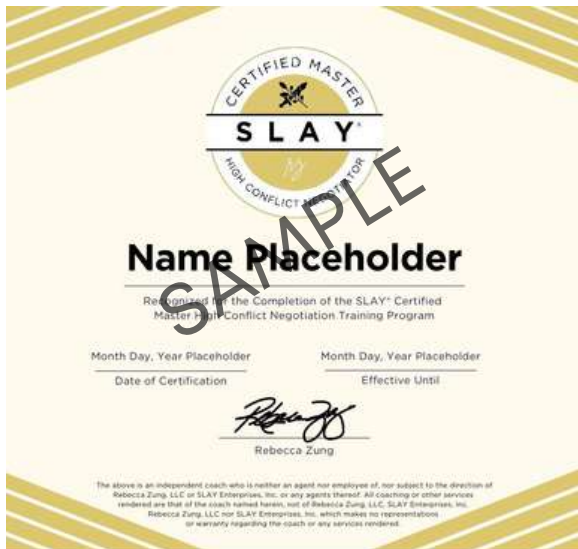 CERTIFIED MASTER
SLAY®
HIGH CONFLICT NEGOTIATOR
SAMPLE
Name Placeholder
Recognized for the Completion of the SLAY® Certified
Master High Conflict Negotiation Training Program
Month Day, Year Placeholder
Date of Certification
Month Day, Year Placeholder
Effective Until
Rebecca Zung
Rebecca Zung
The above is an independent coach who is neither an agent nor employee of, nor subject to the direction of
Rebecca Zung, LLC or SLAY Enterprises, Inc. or any agents thereof. All coaching or other services
rendered are that of the coach named herein, not of Rebecca Zung, LLC, SLAY Enterprises, Inc.
Rebecca Zung, LLC nor SLAY Enterprises, Inc. which makes no representations
or warranty regarding the coach or any services rendered.